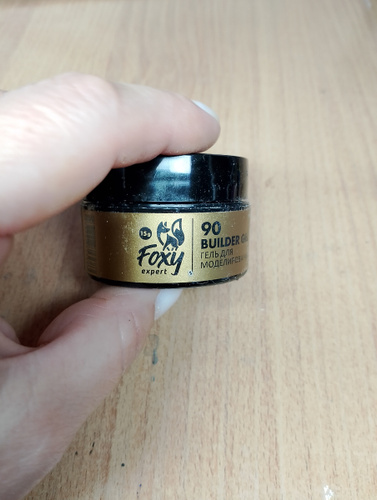 15g
Foxy
expert
90
BUILDER
ГЕЛЬ ДЛЯ